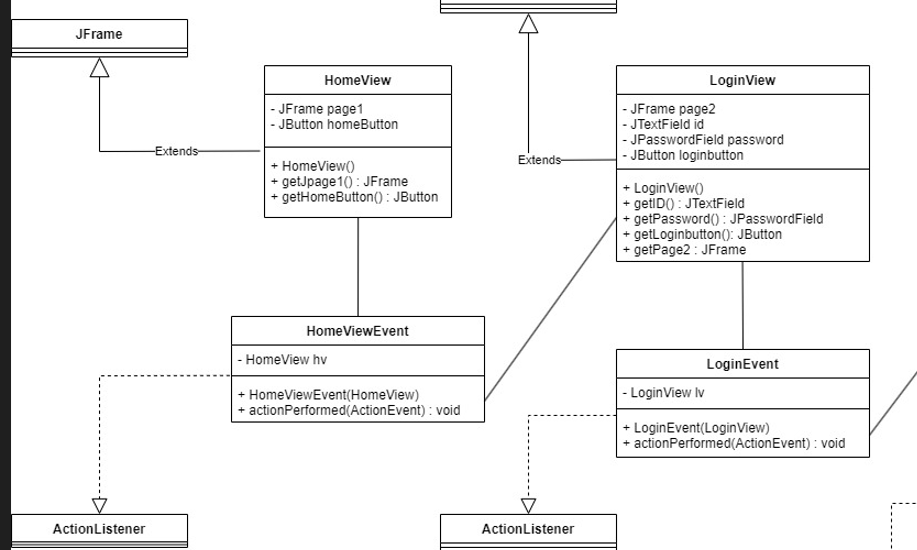 JFrame
HomeView
- JFrame page1
- JButton homeButton
+ HomeView()
+ getJpage1() : JFrame
+ getHomeButton() : JButton
Extends
LoginView
- JFrame page2
- JTextField id
- JPasswordField password
- JButton loginbutton
+ LoginView()
+ getID() : JTextField
+ getPassword() : JPasswordField
+ getLoginbutton(): JButton
+ getPage2 : JFrame
Extends
HomeViewEvent
- HomeView hv
+ HomeViewEvent(HomeView)
+ actionPerformed(ActionEvent) : void
LoginEvent
- LoginView lv
+ LoginEvent(LoginView)
+ actionPerformed(ActionEvent) : void
ActionListener
ActionListener